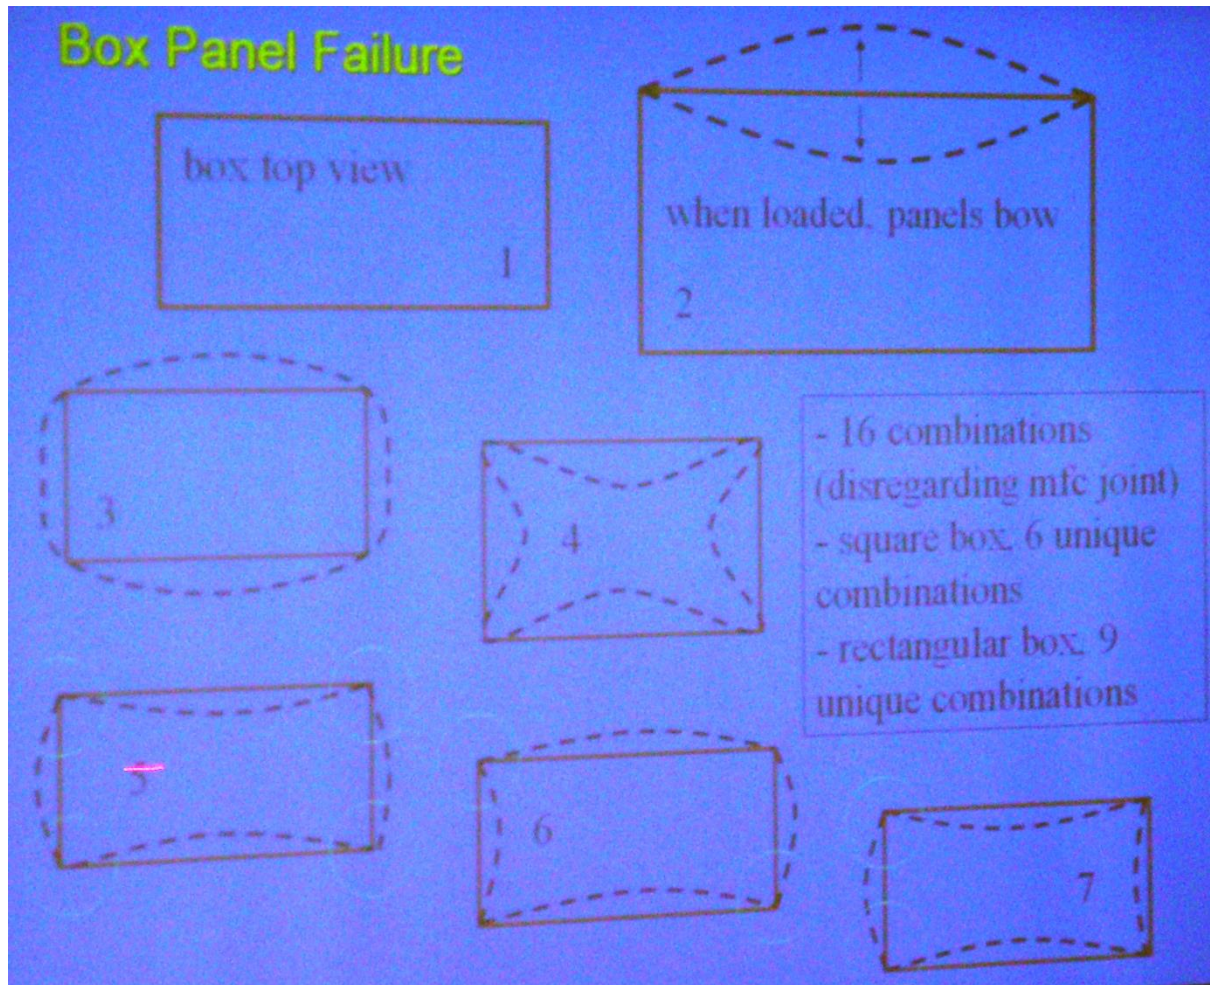 Box Panel Failure
box top view
1
when loaded, panels bow
2
3
4
- 16 combinations
(disregarding mfc joint)
- square box, 6 unique
combinations
- rectangular box, 9
unique combinations
5
6
7